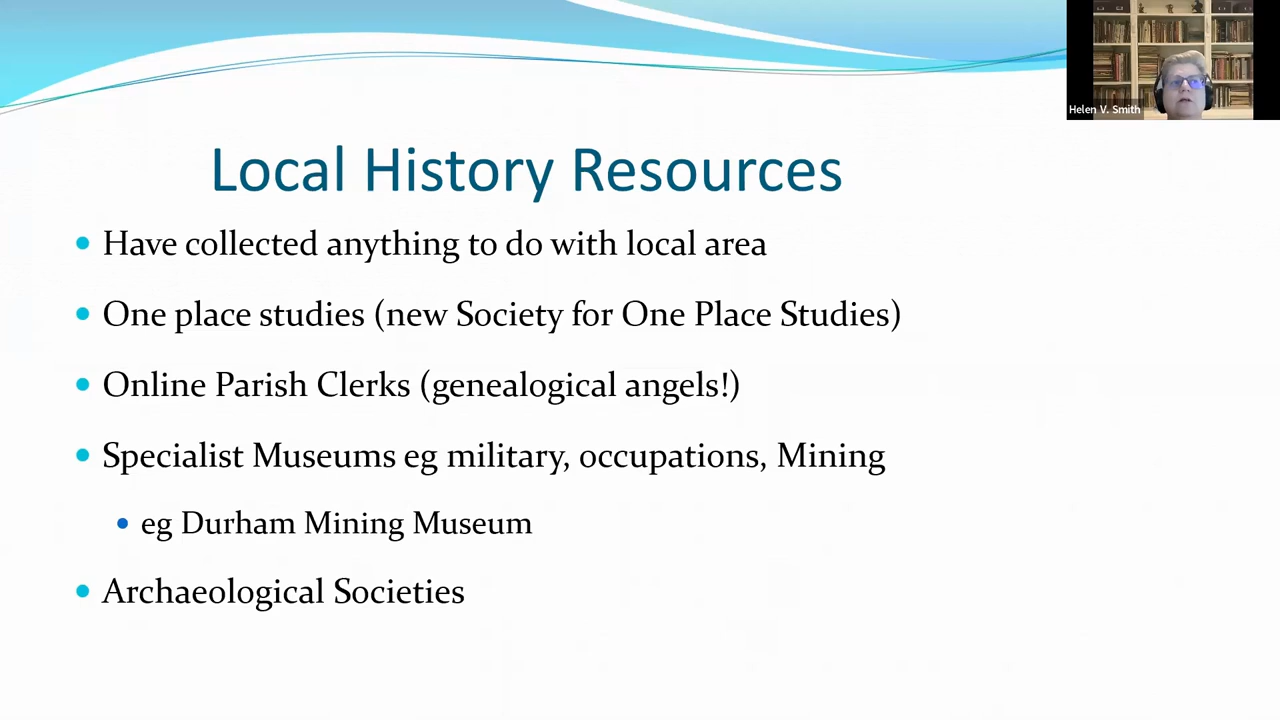 Helen V. Smith
Local History Resources
Have collected anything to do with local area
One place studies (new Society for One Place Studies)
Online Parish Clerks (genealogical angels!)
Specialist Museums eg military, occupations, Mining
eg Durham Mining Museum
Archaeological Societies